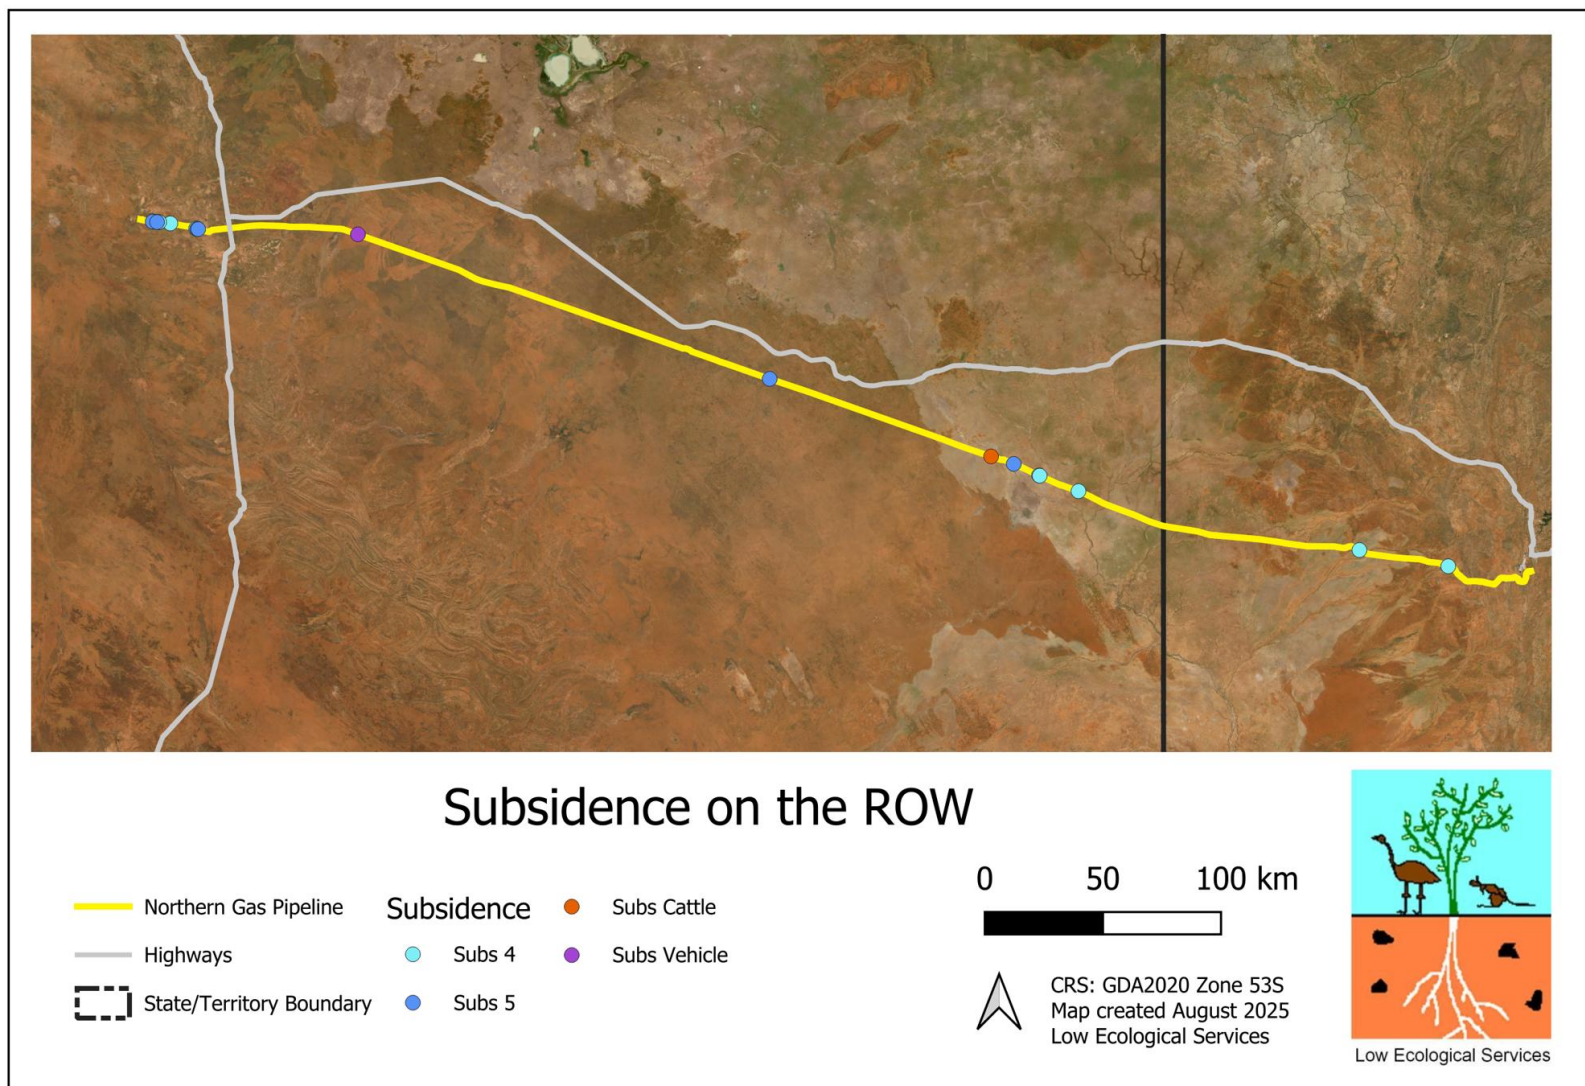 Subsidence on the ROW
Northern Gas Pipeline
Highways
State/Territory Boundary
Subsidence
Subs 4
Subs 5
Subs Cattle
Subs Vehicle
0 50 100 km
CRS: GDA2020 Zone 53S
Map created August 2025
Low Ecological Services
Low Ecological Services